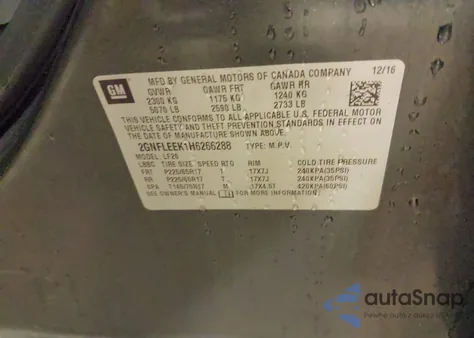 GM
MFD BY GENERAL MOTORS OF CANADA COMPANY 12/16
GVWR GAWR FRT GAWR RR
2300 KG 1175 KG 1240 KG
5070 LB 2590 LB 2733 LB
THIS VEHICLE CONFORMS TO ALL APPLICABLE U.S. FEDERAL MOTOR
VEHICLE SAFETY AND THEFT PREVENTION STANDARDS IN EFFECT ON
THE DATE OF MANUFACTURE SHOWN ABOVE.
2GNFLEEK1H6266288 TYPE: M.P.V.
MODEL: LF26
TIRE SIZE SPEED RTG RIM COLD TIRE PRESSURE
FRT P225/65R17 T 17X7J 240KPA(35PSI)
RR P225/65R17 T 17X7J 240KPA(35PSI)
SPA T145/70R17 M 17X4.5T 420KPA(60PSI)
SEE OWNER'S MANUAL FOR MORE INFORMATION
autoSnap
Pewne auto z aukcji